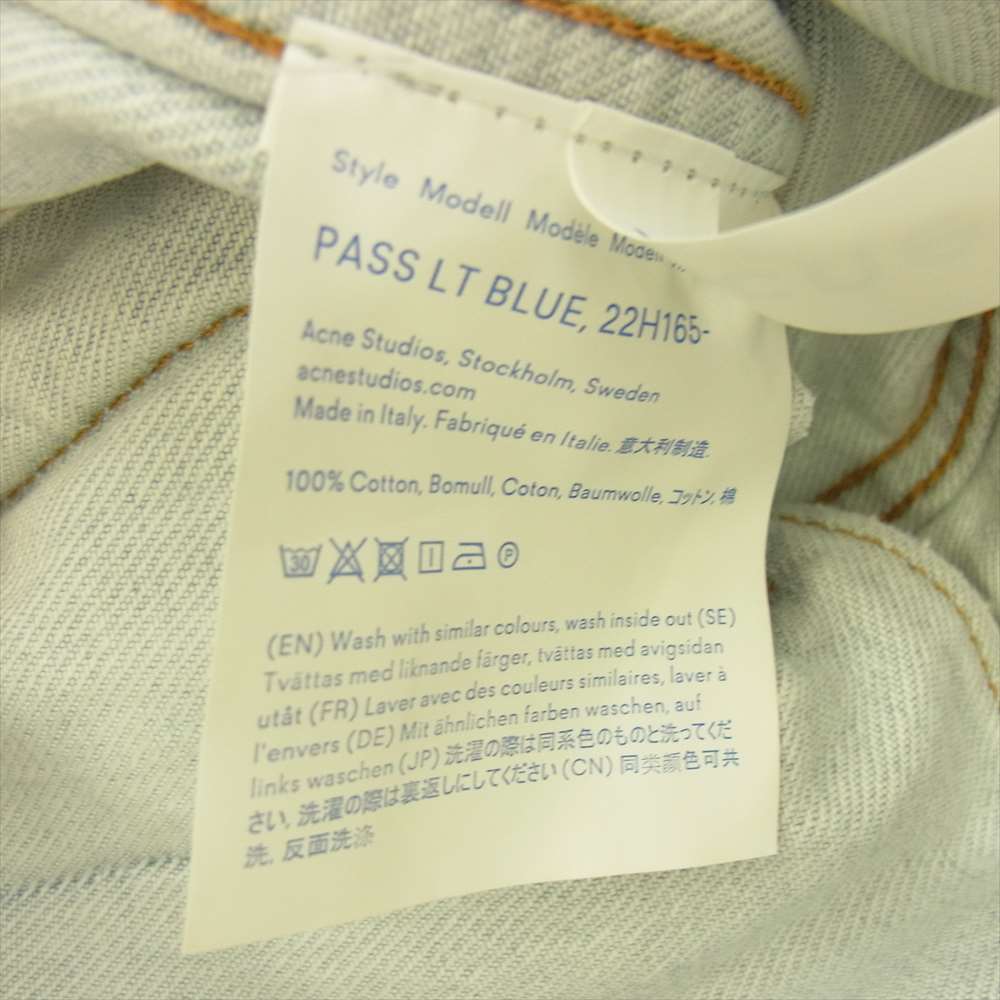 Style Modell Modèle
PASS LT BLUE, 22H165-
Acne Studios, Stockholm, Sweden
acnestudios.com
Made in Italy. Fabriqué en Italie. 意大利制造.
100% Cotton, Bomull, Coton, Baumwolle, コットン, 棉
30 P
(EN) Wash with similar colours, wash inside out (SE)
Tvättas med liknande färger, tvättas med avigsidan
utåt (FR) Laver avec des couleurs similaires, laver à
l'envers (DE) Mit ähnlichen farben waschen, auf
links waschen (JP) 洗濯の際は同系色のものと洗ってくだ
さい, 洗濯の際は裏返しにしてください (CN) 同类颜色可共
洗, 反面洗涤